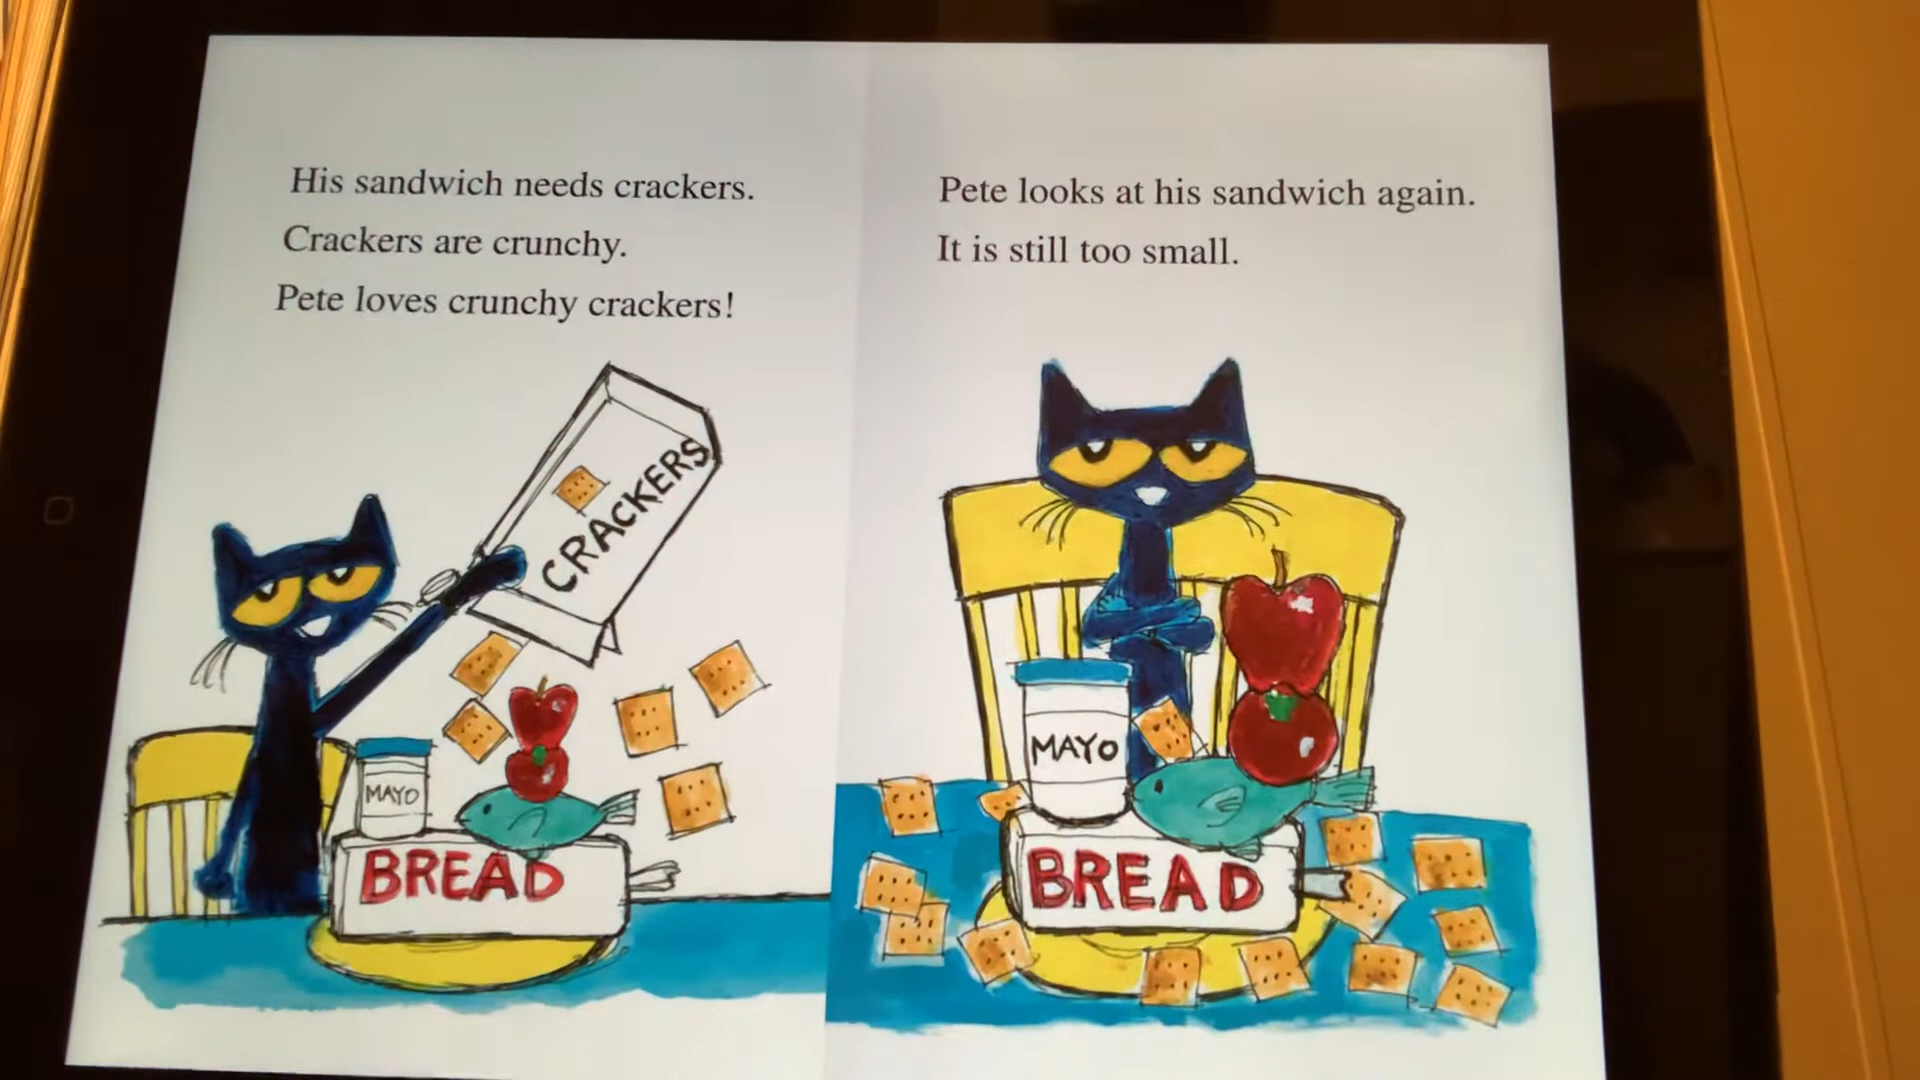 His sandwich needs crackers.
Crackers are crunchy.
Pete loves crunchy crackers!
CRACKERS
MAYO
BREAD
Pete looks at his sandwich again.
It is still too small.
MAYO
BREAD